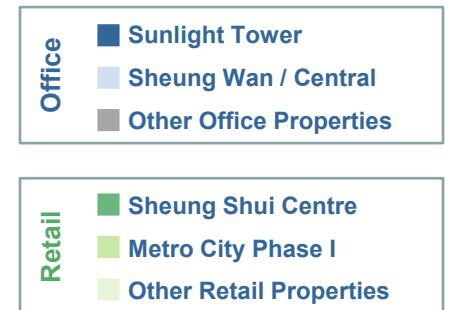 Office
Sunlight Tower
Sheung Wan / Central
Other Office Properties
Retail
Sheung Shui Centre
Metro City Phase I
Other Retail Properties